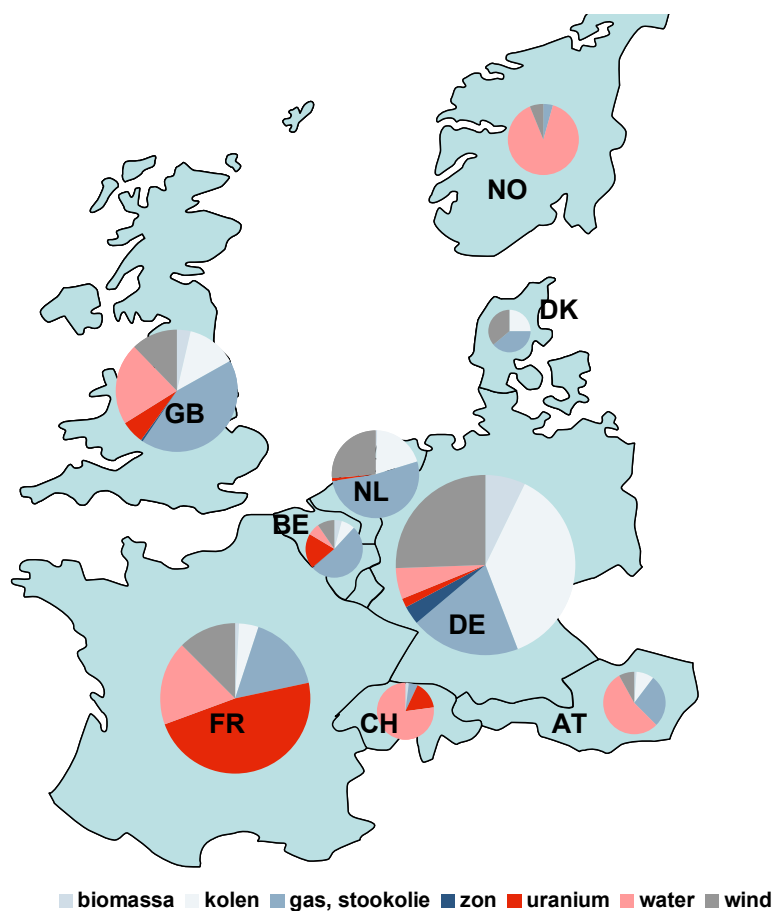 NO
DK
GB
NL
BE
DE
FR
CH
AT
biomassa kolen gas, stookolie zon uranium water wind